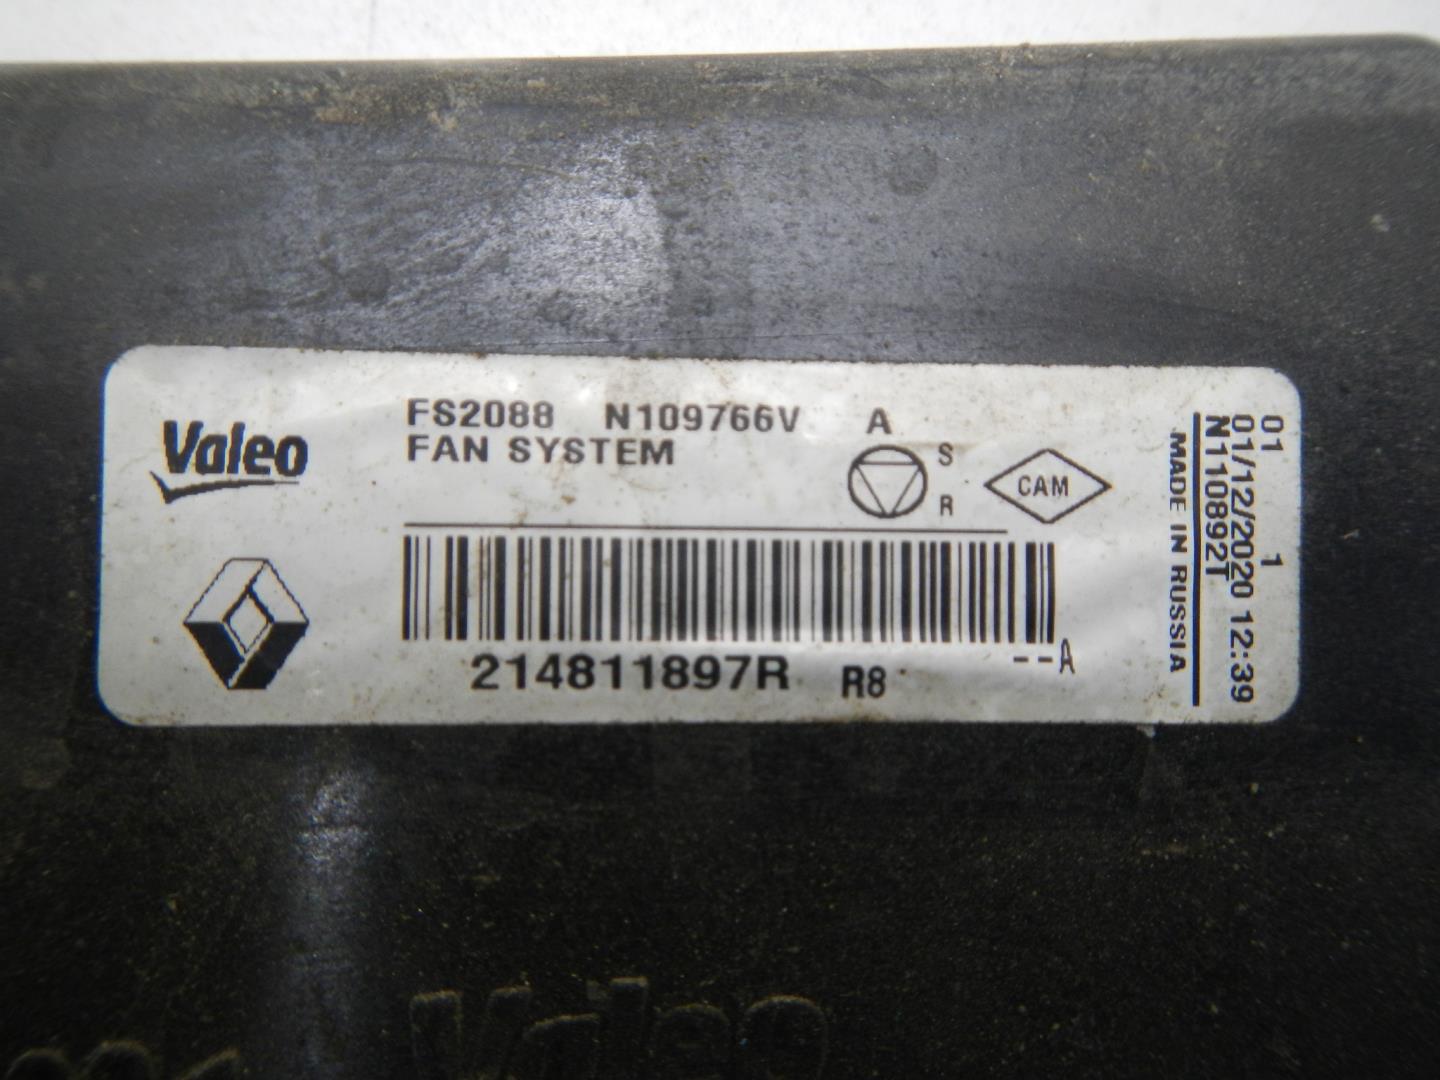 Valeo
FS2088 N109766V A
FAN SYSTEM
S
R
CAM
214811897R R8 --A
01 1
01/12/2020 12:39
N110892T
MADE IN RUSSIA
Valeo